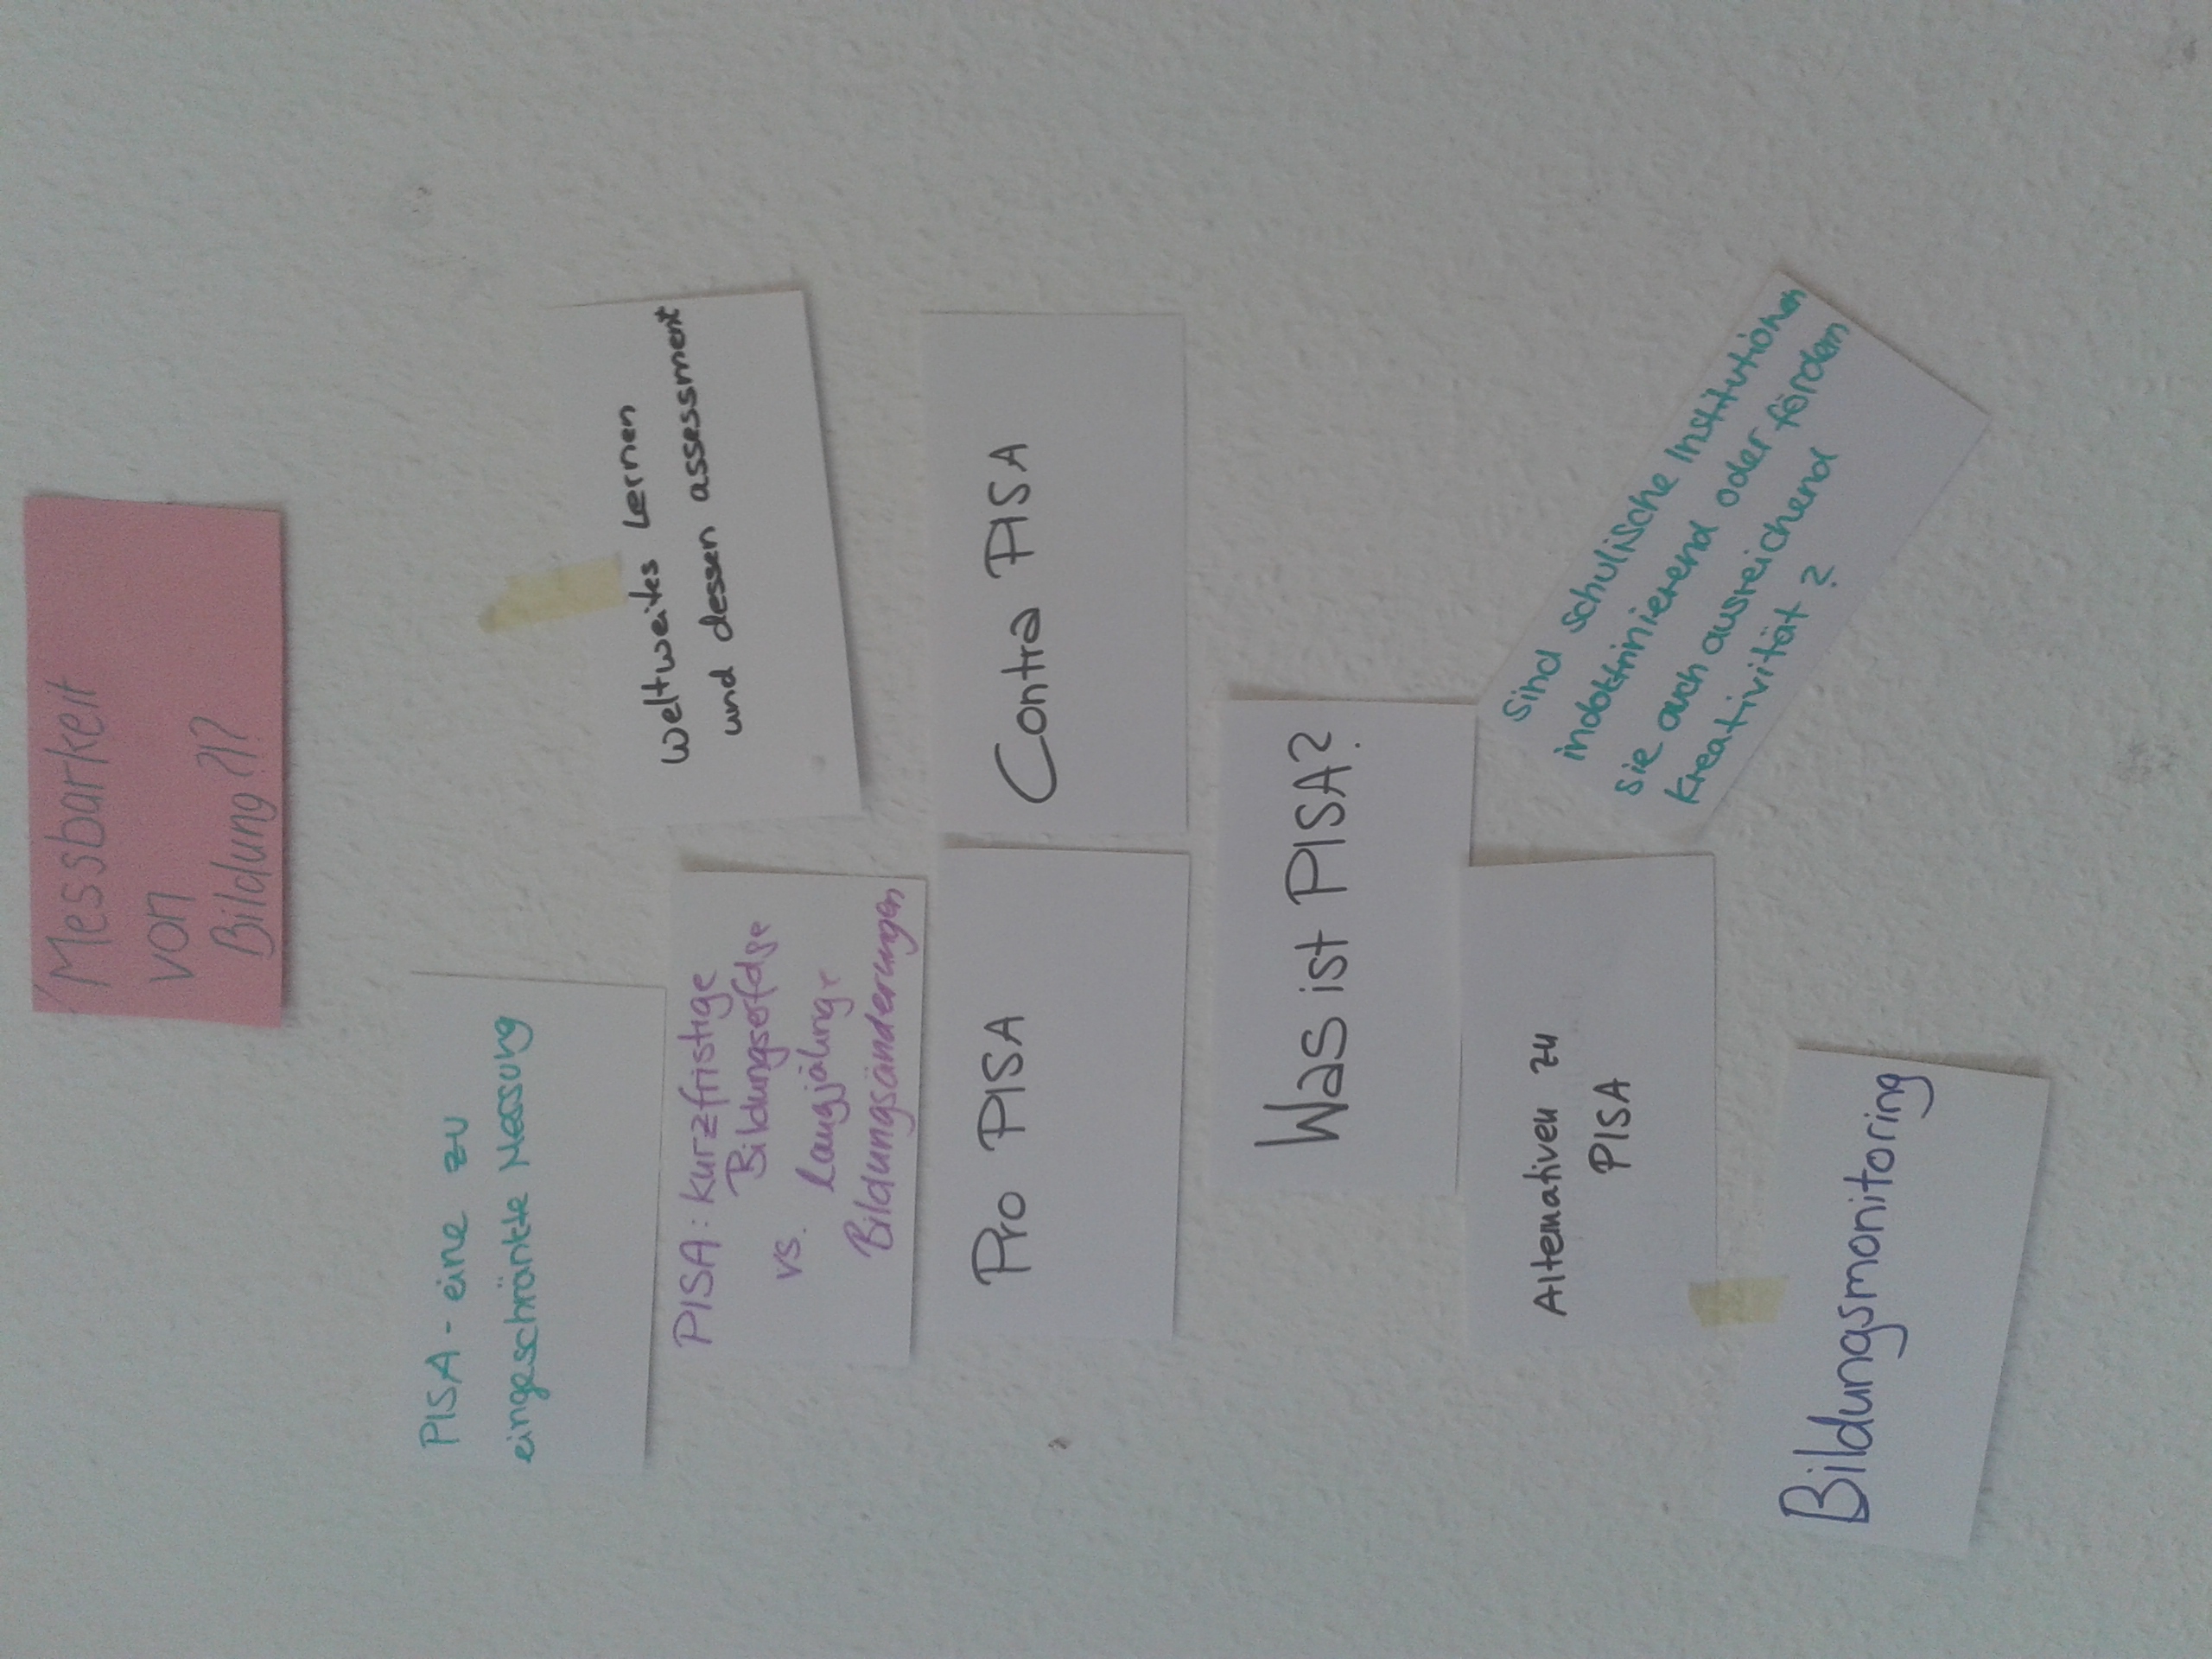 Messbarkeit
von
Bildung?!?
PISA - eine zu
eingeschränkte Messung
Weltweites Lernen
und dessen assessment
PISA: kurzfristige
Bildungserfolge
vs.
langjährige
Bildungsänderungen
Pro PISA
Contra PISA
Was ist PISA?
Alternativen zu
PISA
Sind schulische Institutionen
indoktrinierend oder fördern
sie auch ausreichend
Kreativität?
Bildungsmonitoring